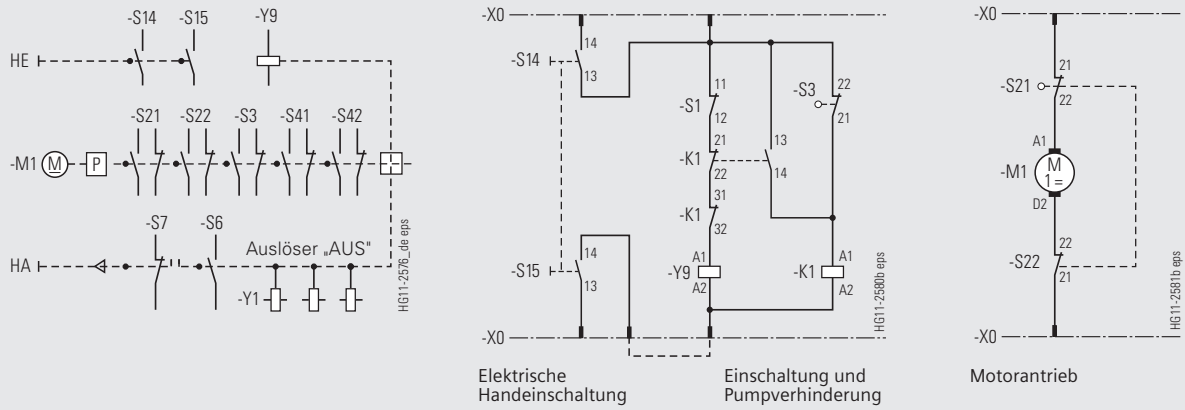 -S14 -S15 -Y9
HE
-S21 -S22 -S3 -S41 -S42
-M1 M P
-S7 -S6
HA
Auslöser „AUS"
-Y1
HG11-2576_de eps
-X0
14
-S14
13
11
-S1
12
22
-S3
21
21
-K1
22
13
14
31
-K1
32
14
-S15
13
A1
-Y9
A2
A1
-K1
A2
-X0
HG11-2580b eps
Elektrische
Handeinschaltung
Einschaltung und
Pumpverhinderung
-X0
21
-S21
22
A1
-M1 M
1=
D2
22
-S22
21
-X0
HG11-2581b eps
Motorantrieb